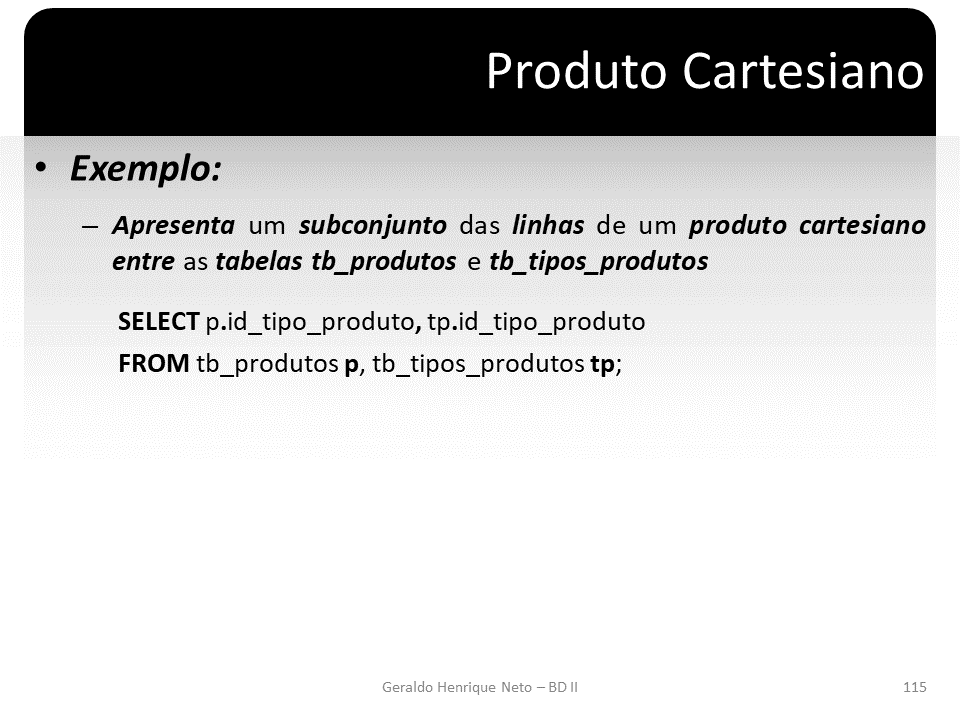 Produto Cartesiano
• Exemplo:
– Apresenta um subconjunto das linhas de um produto cartesiano
entre as tabelas tb_produtos e tb_tipos_produtos
SELECT p.id_tipo_produto, tp.id_tipo_produto
FROM tb_produtos p, tb_tipos_produtos tp;
Geraldo Henrique Neto – BD II
115